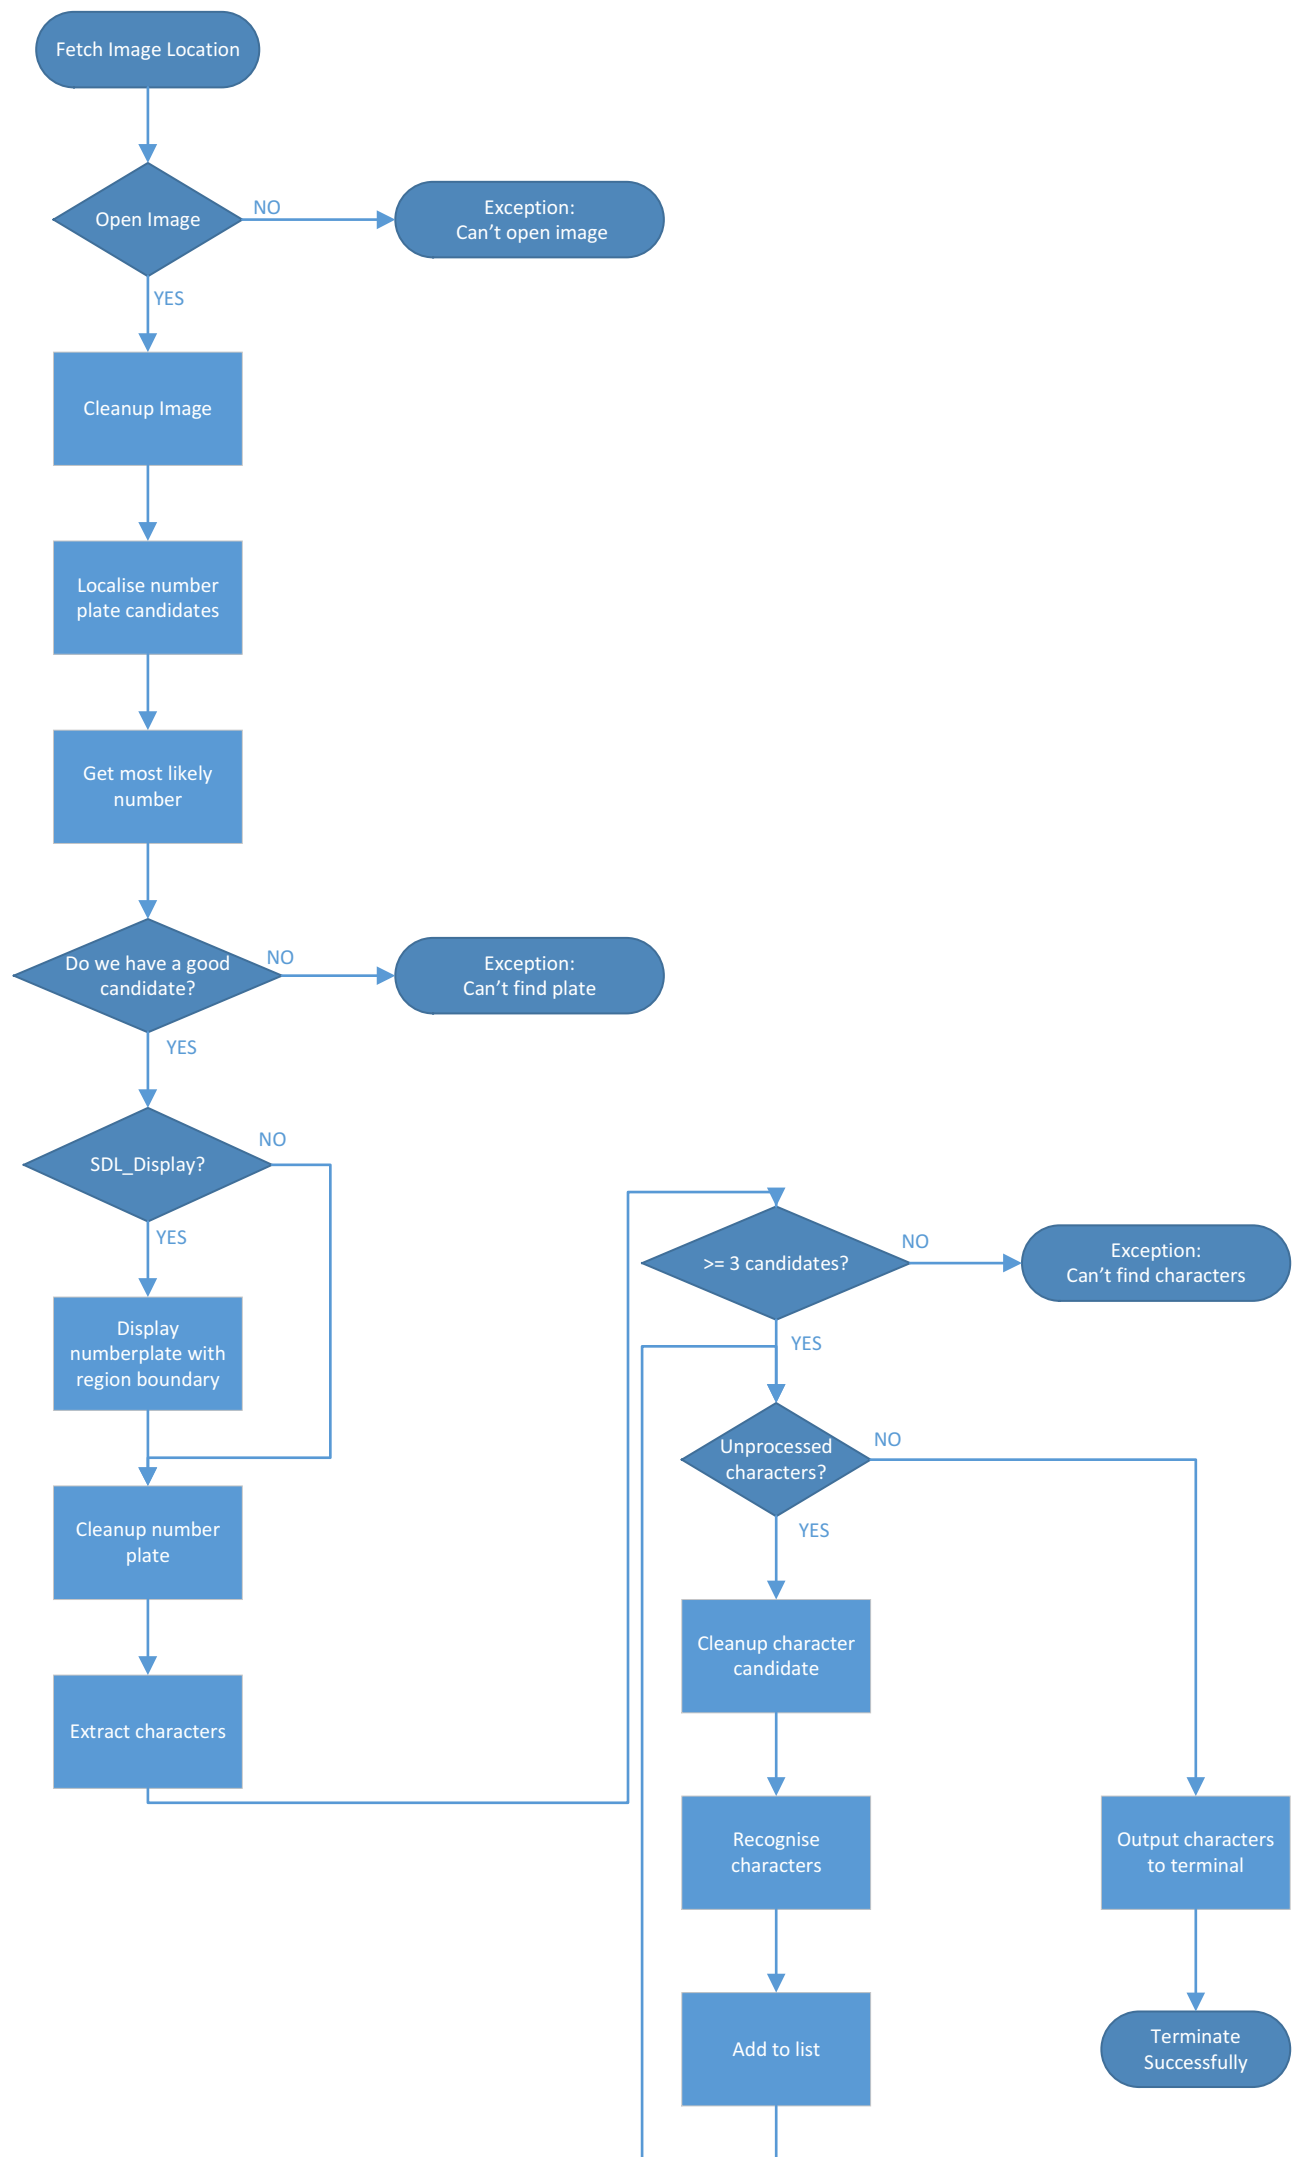 Fetch Image Location
Open Image
NO
Exception:
Can't open image
YES
Cleanup Image
Localise number
plate candidates
Get most likely
number
Do we have a good
candidate?
NO
Exception:
Can't find plate
YES
SDL_Display?
NO
YES
Display
numberplate with
region boundary
Cleanup number
plate
Extract characters
>= 3 candidates?
NO
Exception:
Can't find characters
YES
Unprocessed
characters?
NO
YES
Cleanup character
candidate
Recognise
characters
Add to list
Output characters
to terminal
Terminate
Successfully